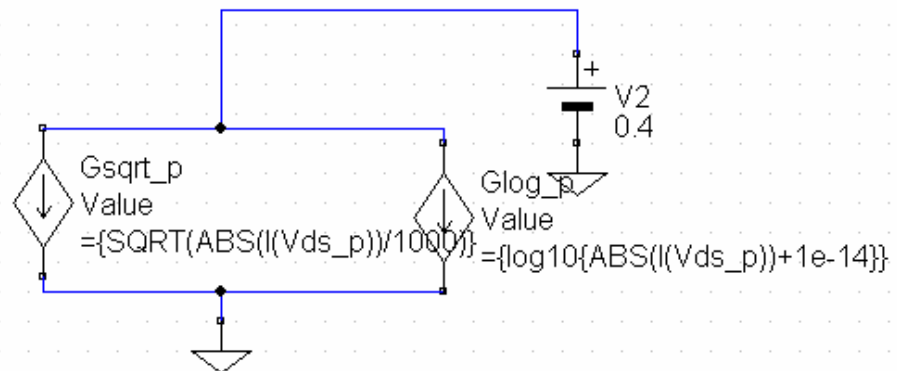 +
V2
0.4
Gsqrt_p
Value
={SQRT(ABS(I(Vds_p))/1000)}
Glog_p
Value
={log10{ABS(I(Vds_p))+1e-14}}